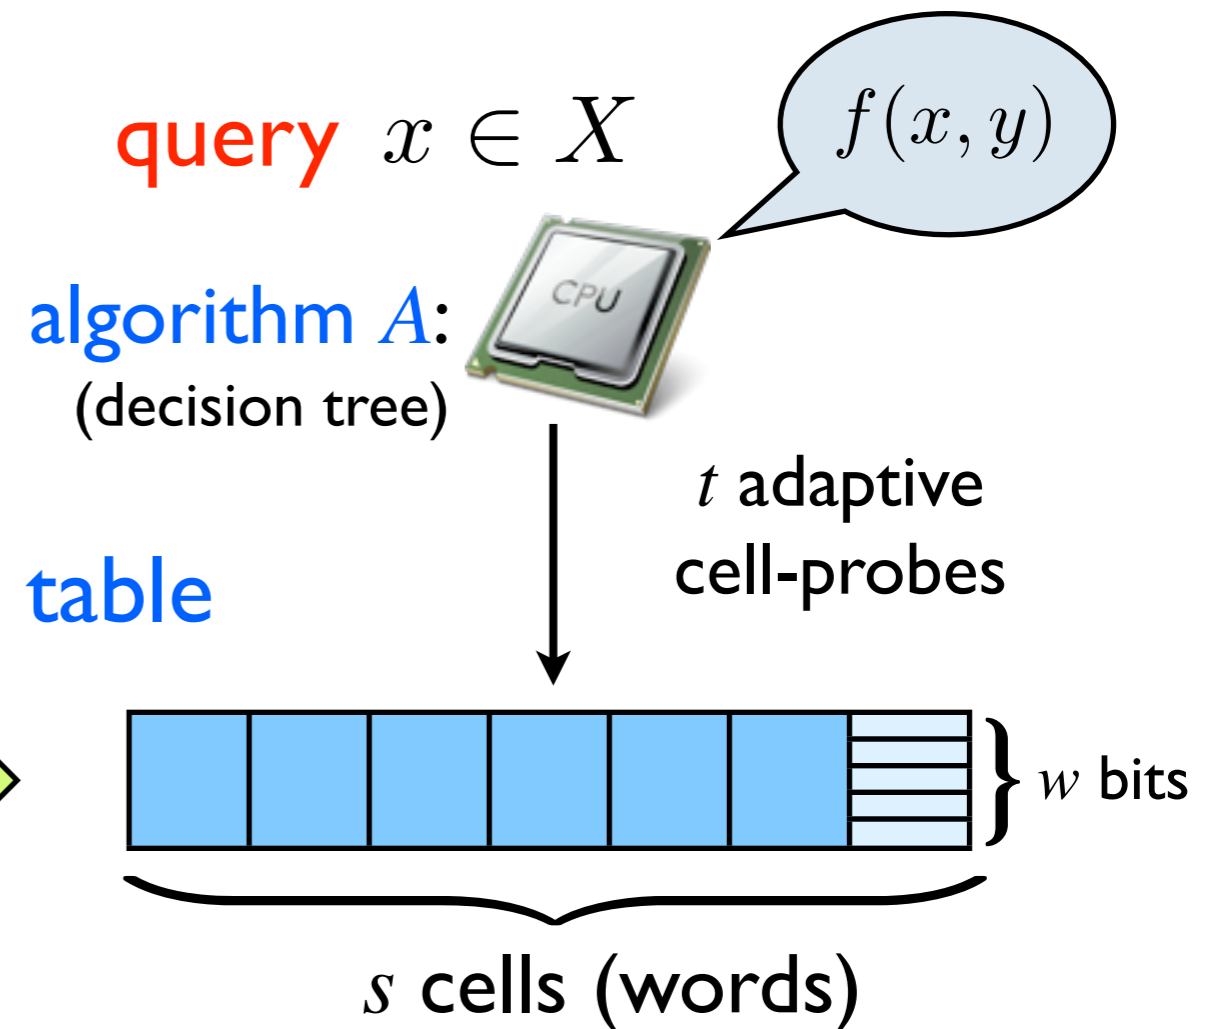 query x ∈ X
f(x, y)
algorithm A:
CPU
(decision tree)
t adaptive
cell-probes
table
w bits
s cells (words)